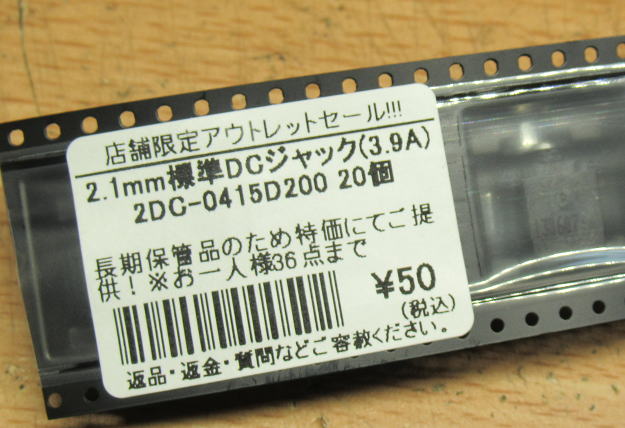 店舗限定アウトレットセール!!!
2.1mm標準DCジャック(3.9A)
2DC-0415D200 20個
長期保管品のため特価にてご提
供！※お一人様36点まで
¥50
(税込)
返品・返金・質問などご容赦ください。